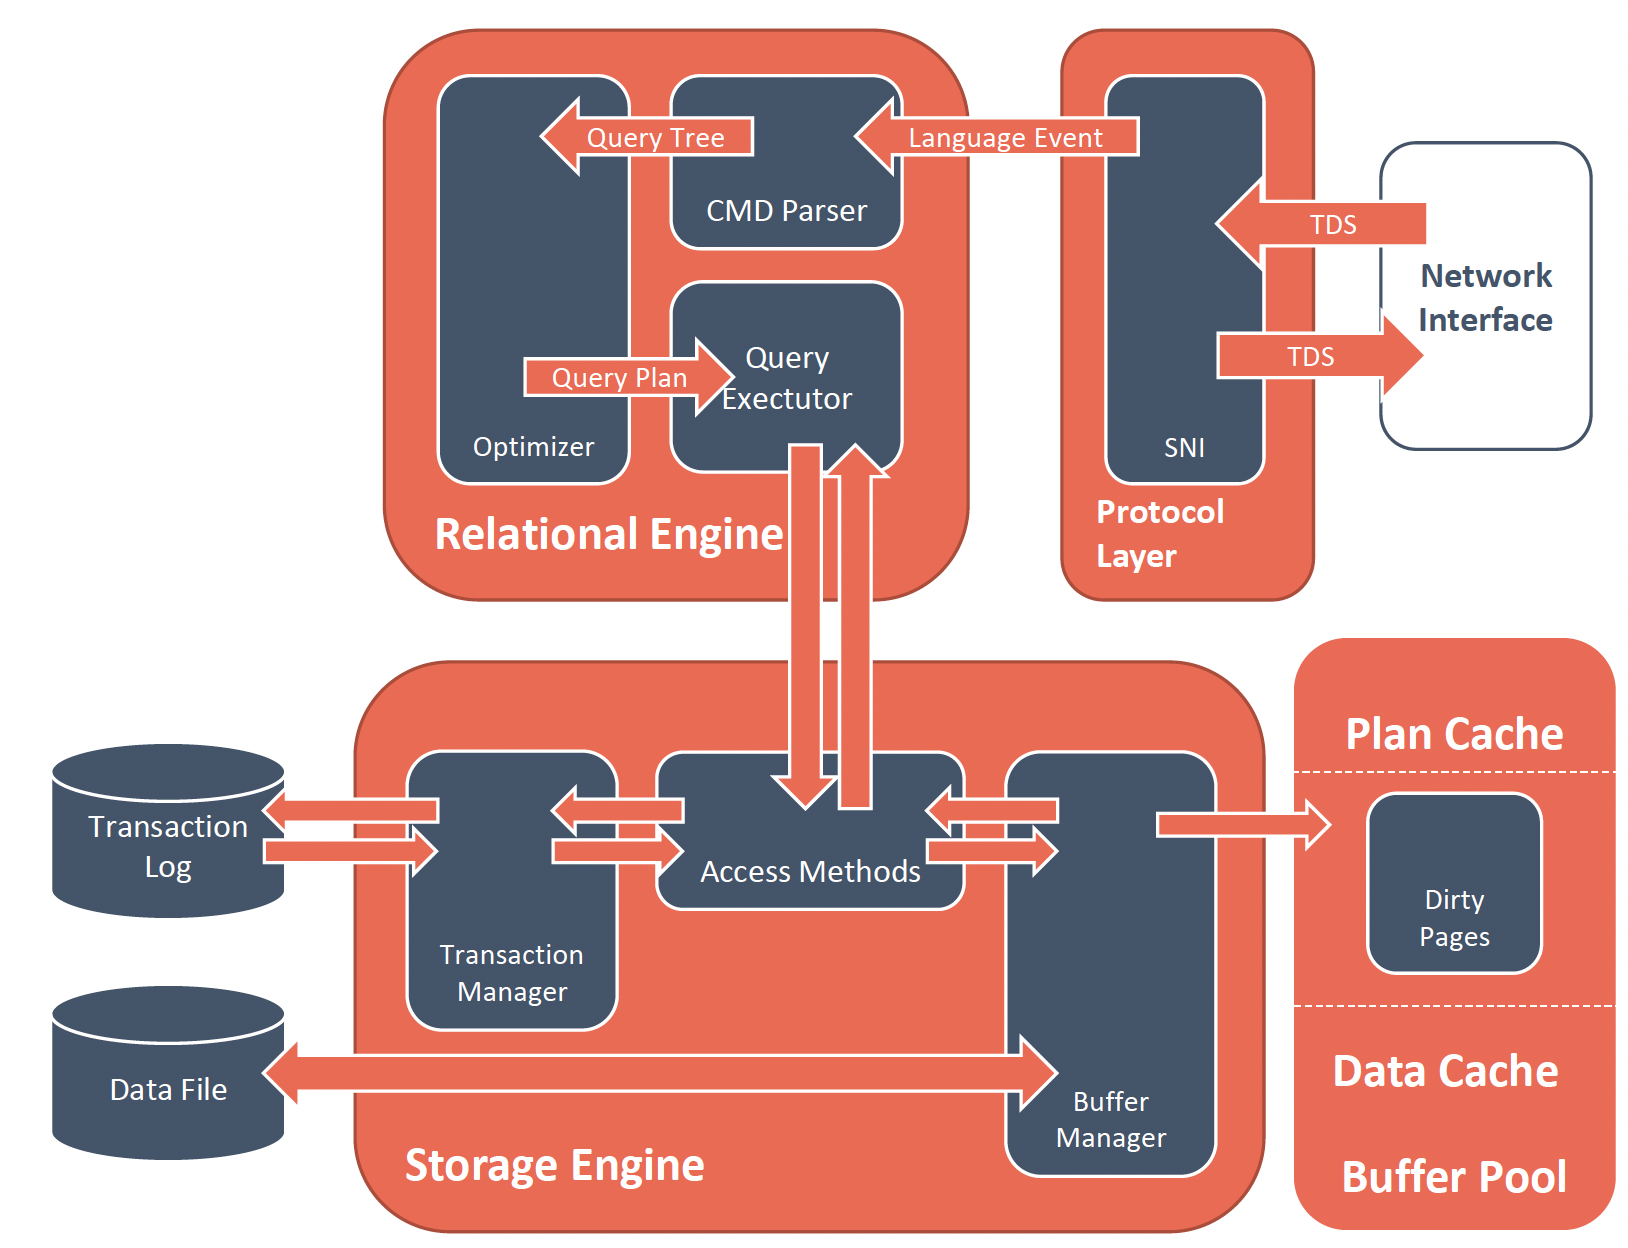 Query Tree
Language Event
CMD Parser
TDS
Network
Interface
TDS
Query
Exectutor
Query Plan
Optimizer
SNI
Relational Engine
Protocol
Layer
Plan Cache
Transaction
Log
Access Methods
Dirty
Pages
Transaction
Manager
Data File
Data Cache
Buffer
Manager
Storage Engine
Buffer Pool